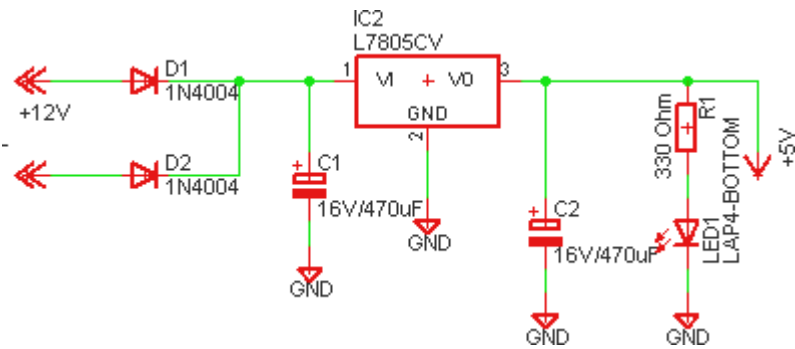 IC2
L7805CV
D1
1N4004
+12V
-
D2
1N4004
1
VI
+
VO
3
GND
2
+
C1
16V/470uF
GND
GND
+
C2
16V/470uF
GND
330 Ohm
R1
+
LED1
LAP4-BOTTOM
GND
+5V